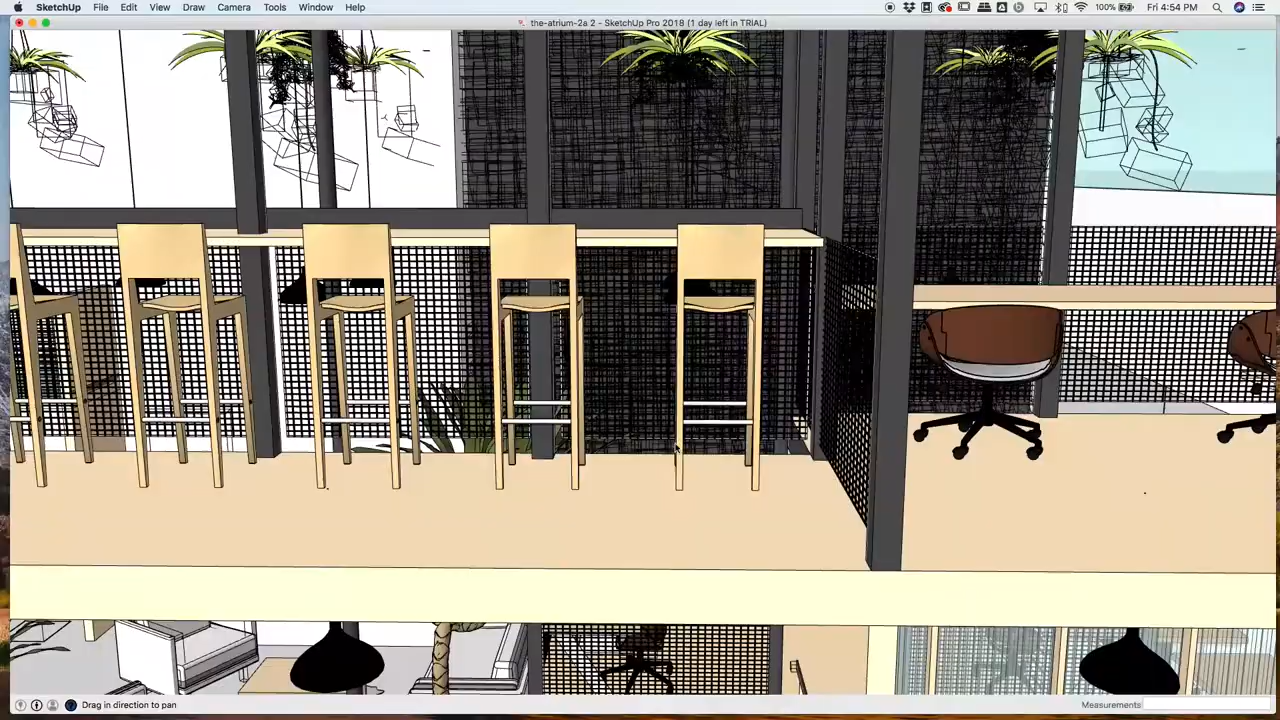 SketchUp File Edit View Draw Camera Tools Window Help 100% Fri 4:54 PM
the-atrium-2a 2 - SketchUp Pro 2018 (1 day left in TRIAL)
Drag in direction to pan Measurements